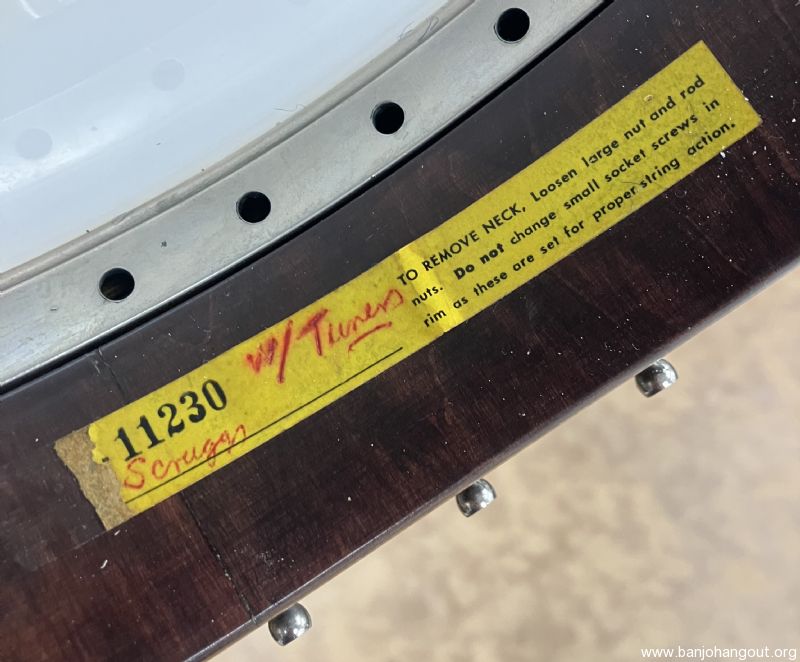 11230
w/ Tuners
Scruggs
TO REMOVE NECK, Loosen large nut and rod
nuts. Do not change small socket screws in
rim as these are set for proper string action.
www.banjohangout.org